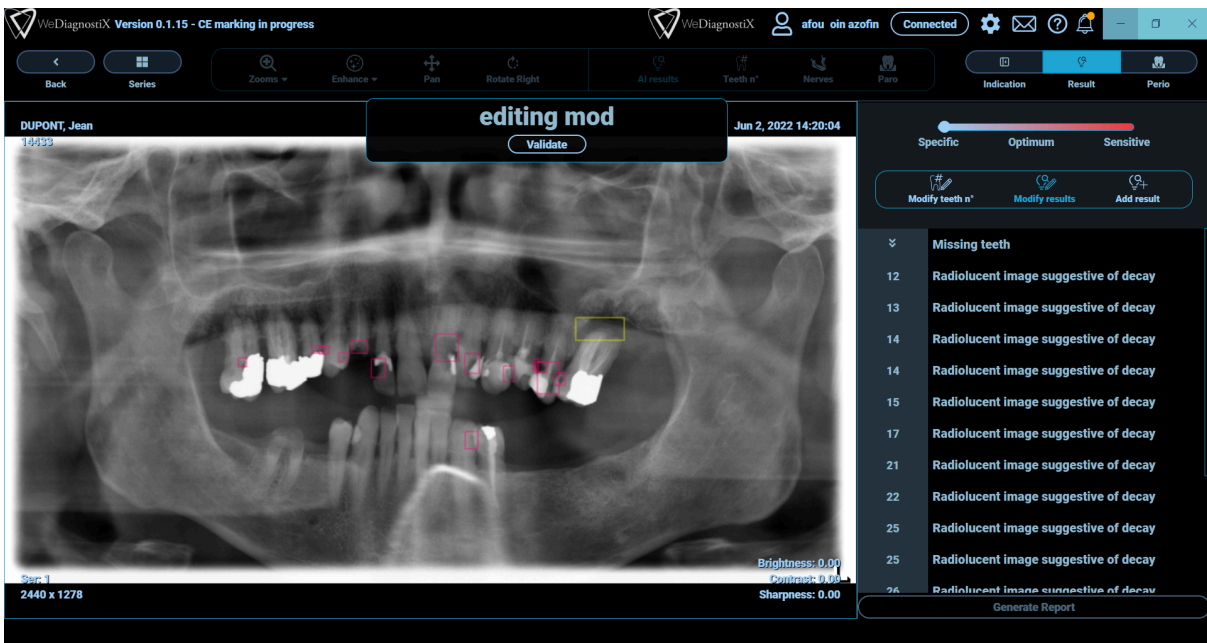 WeDiagnostiX Version 0.1.15 - CE marking in progress
WeDiagnostiX
afou oin azofin
Connected
Back
Series
Zooms
Enhance
Pan
Rotate Right
AI results
Teeth n°
Nerves
Paro
Indication
Result
Perio
editing mod
Validate
DUPONT, Jean
14433
Jun 2, 2022 14:20:04
Specific
Optimum
Sensitive
Modify teeth n°
Modify results
Add result
Missing teeth
12 Radiolucent image suggestive of decay
13 Radiolucent image suggestive of decay
14 Radiolucent image suggestive of decay
14 Radiolucent image suggestive of decay
15 Radiolucent image suggestive of decay
17 Radiolucent image suggestive of decay
21 Radiolucent image suggestive of decay
22 Radiolucent image suggestive of decay
25 Radiolucent image suggestive of decay
25 Radiolucent image suggestive of decay
26 Radiolucent image suggestive of decay
Generate Report
Brightness: 0.00
Contrast: 0.00
Sharpness: 0.00
Ser: 1
2440 x 1278